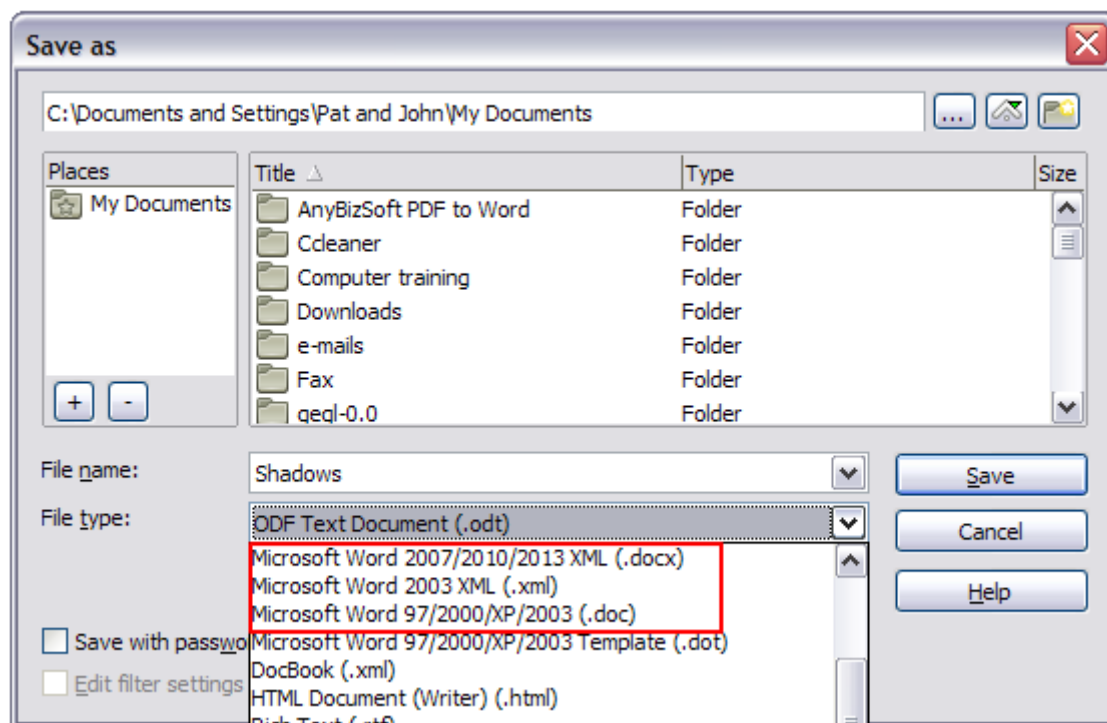 Save as
C:\Documents and Settings\Pat and John\My Documents
...
Places
Title Type Size
My Documents
AnyBizSoft PDF to Word Folder
Ccleaner Folder
Computer training Folder
Downloads Folder
e-mails Folder
Fax Folder
gegl-0.0 Folder
+ -
File name: Shadows Save
File type: ODF Text Document (.odt) Cancel
Microsoft Word 2007/2010/2013 XML (.docx)
Microsoft Word 2003 XML (.xml) Help
Microsoft Word 97/2000/XP/2003 (.doc)
Save with passwo Microsoft Word 97/2000/XP/2003 Template (.dot)
DocBook (.xml)
Edit filter settings HTML Document (Writer) (.html)
Rich Text (.rtf)